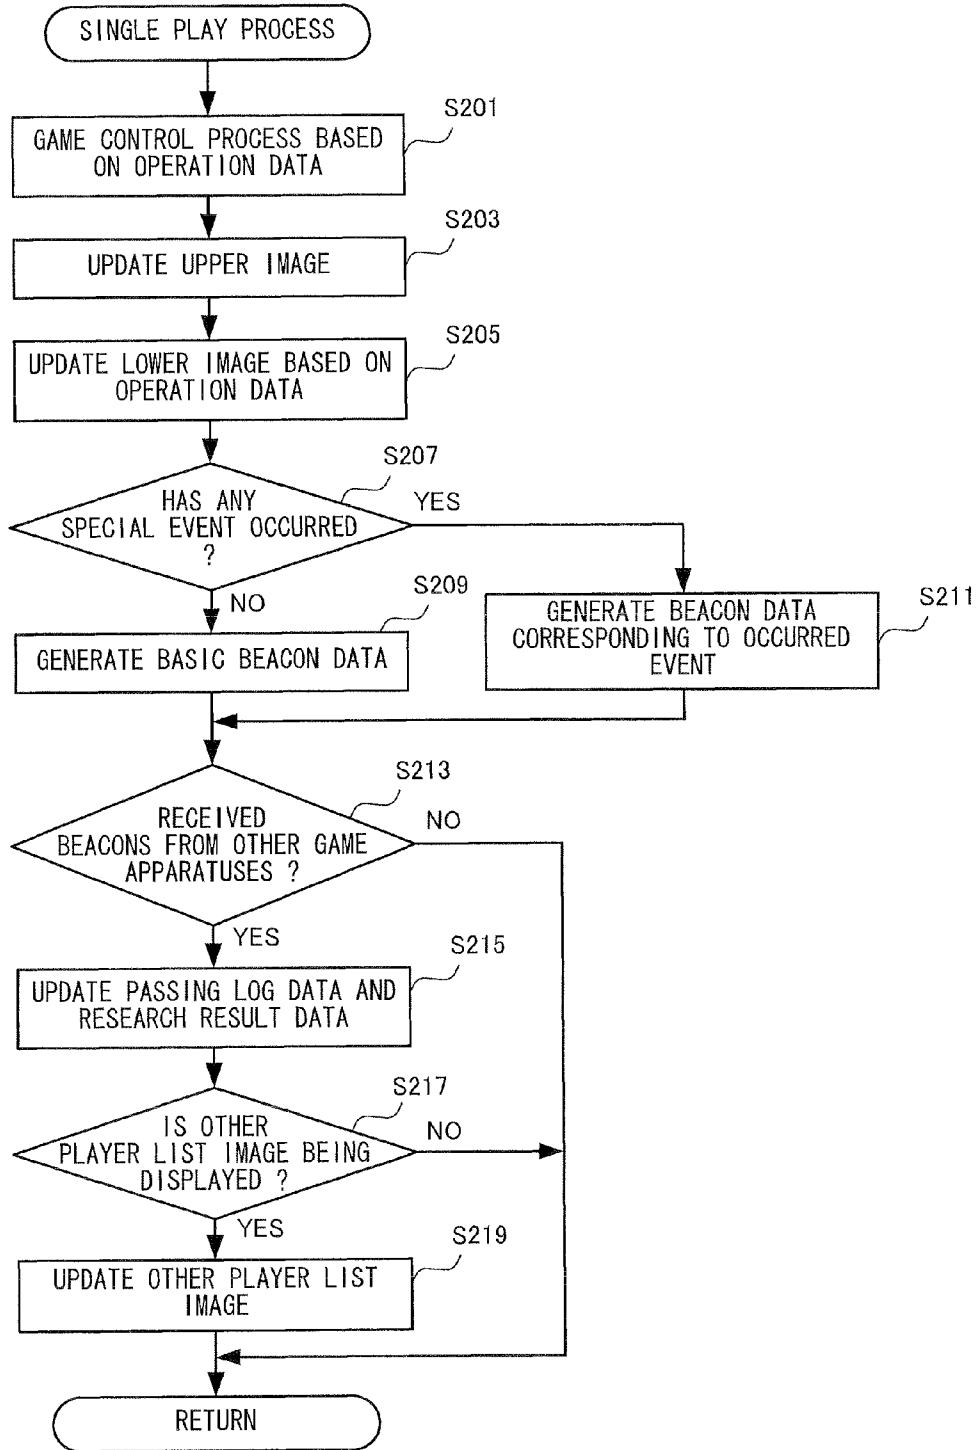 SINGLE PLAY PROCESS
S201
GAME CONTROL PROCESS BASED
ON OPERATION DATA
S203
UPDATE UPPER IMAGE
S205
UPDATE LOWER IMAGE BASED ON
OPERATION DATA
S207
HAS ANY
SPECIAL EVENT OCCURRED
?
YES
NO
S209
GENERATE BASIC BEACON DATA
S211
GENERATE BEACON DATA
CORRESPONDING TO OCCURRED
EVENT
S213
RECEIVED
BEACONS FROM OTHER GAME
APPARATUSES ?
NO
YES
S215
UPDATE PASSING LOG DATA AND
RESEARCH RESULT DATA
S217
IS OTHER
PLAYER LIST IMAGE BEING
DISPLAYED ?
NO
YES
S219
UPDATE OTHER PLAYER LIST
IMAGE
RETURN